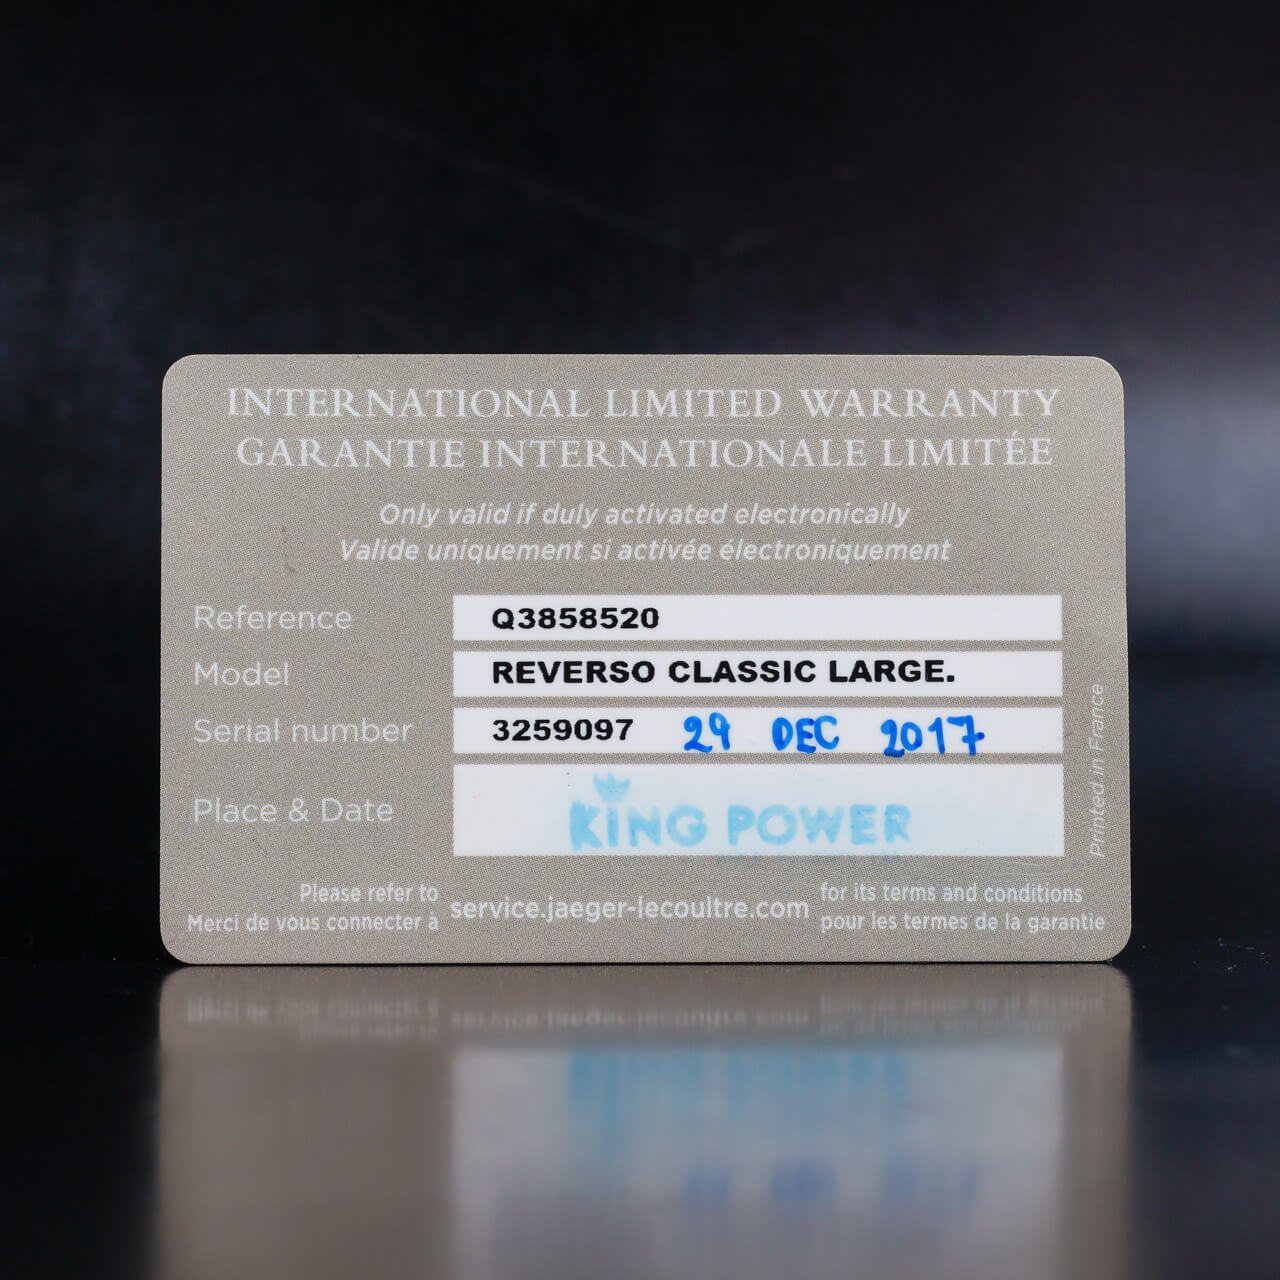 INTERNATIONAL LIMITED WARRANTY
GARANTIE INTERNATIONALE LIMITÉE
Only valid if duly activated electronically
Valide uniquement si activée électroniquement
Reference Q3858520
Model REVERSO CLASSIC LARGE.
Serial number 3259097 29 DEC 2017
Place & Date KING POWER
Printed in France
Please refer to
Merci de vous connecter à
service.jaeger-lecoultre.com
for its terms and conditions
pour les termes de la garantie